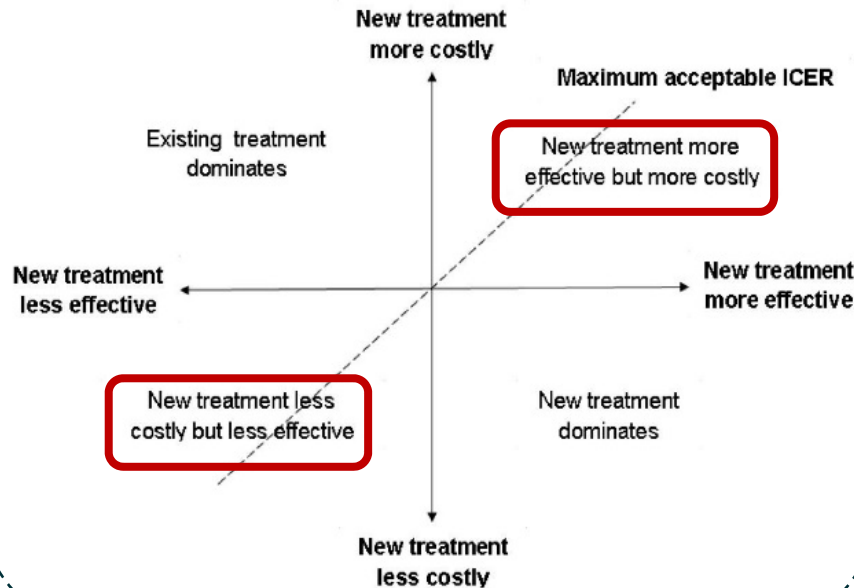 New treatment
more costly
Maximum acceptable ICER
Existing treatment
dominates
New treatment more
effective but more costly
New treatment
less effective
New treatment
more effective
New treatment less
costly but less effective
New treatment
dominates
New treatment
less costly